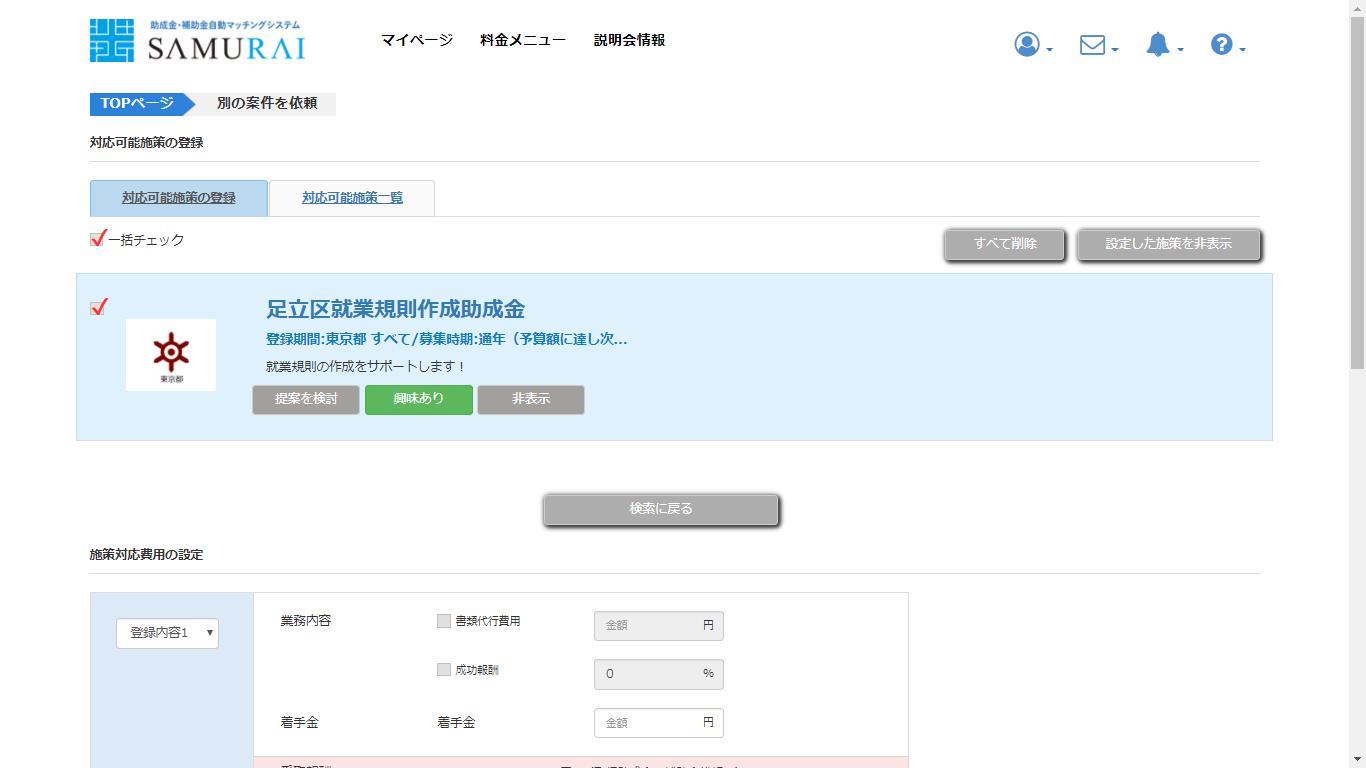 助成金・補助金自動マッチングシステム
SAMURAI
マイページ 料金メニュー 説明会情報
TOPページ 別の案件を依頼
対応可能施策の登録
対応可能施策の登録 対応可能施策一覧
一括チェック すべて削除 設定した施策を非表示
足立区就業規則作成助成金
登録期間:東京都 すべて/募集時期:通年（予算額に達し次...
就業規則の作成をサポートします！
東京都
提案を検討 興味あり 非表示
検索に戻る
施策対応費用の設定
登録内容1
業務内容 書類代行費用 金額 円
成功報酬 0 %
着手金 着手金 金額 円